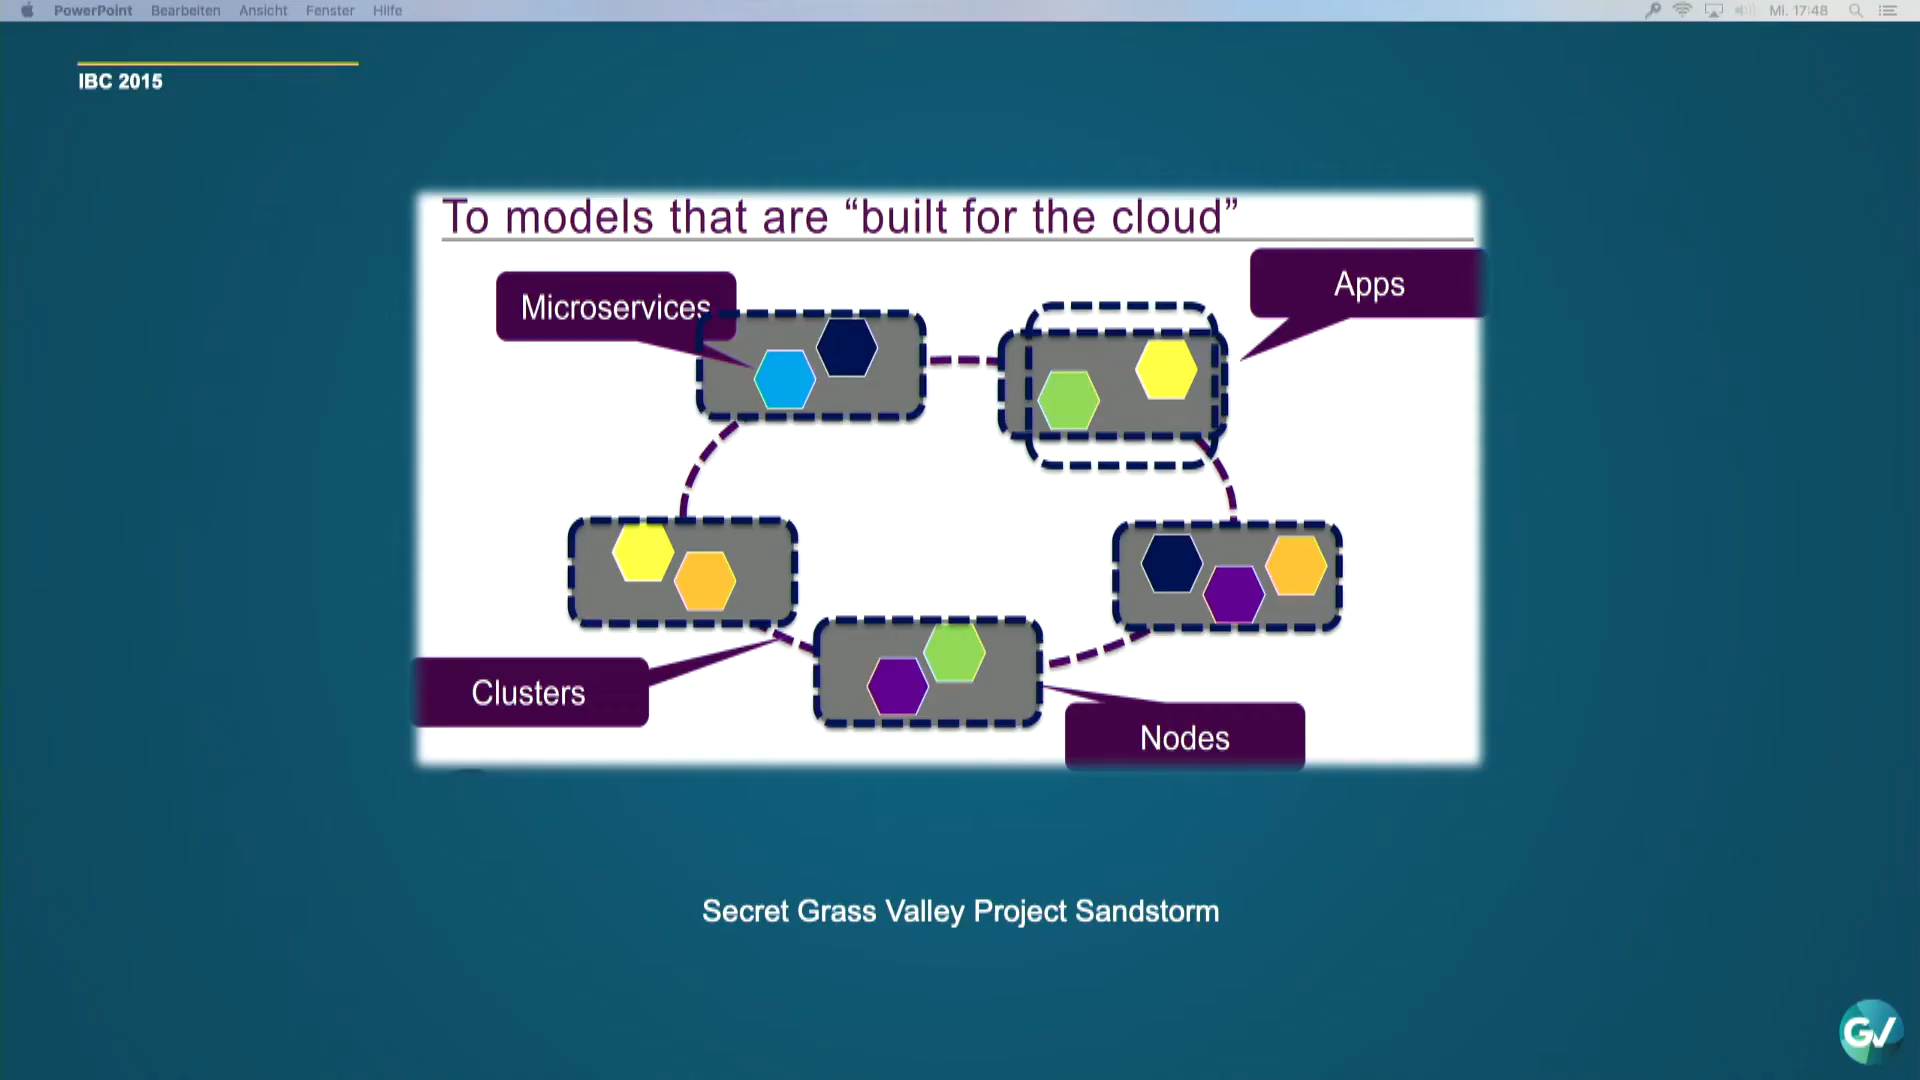 PowerPoint Bearbeiten Ansicht Fenster Hilfe Mi. 17:48
IBC 2015
To models that are “built for the cloud”
Apps
Microservices
Clusters
Nodes
Secret Grass Valley Project Sandstorm
GV